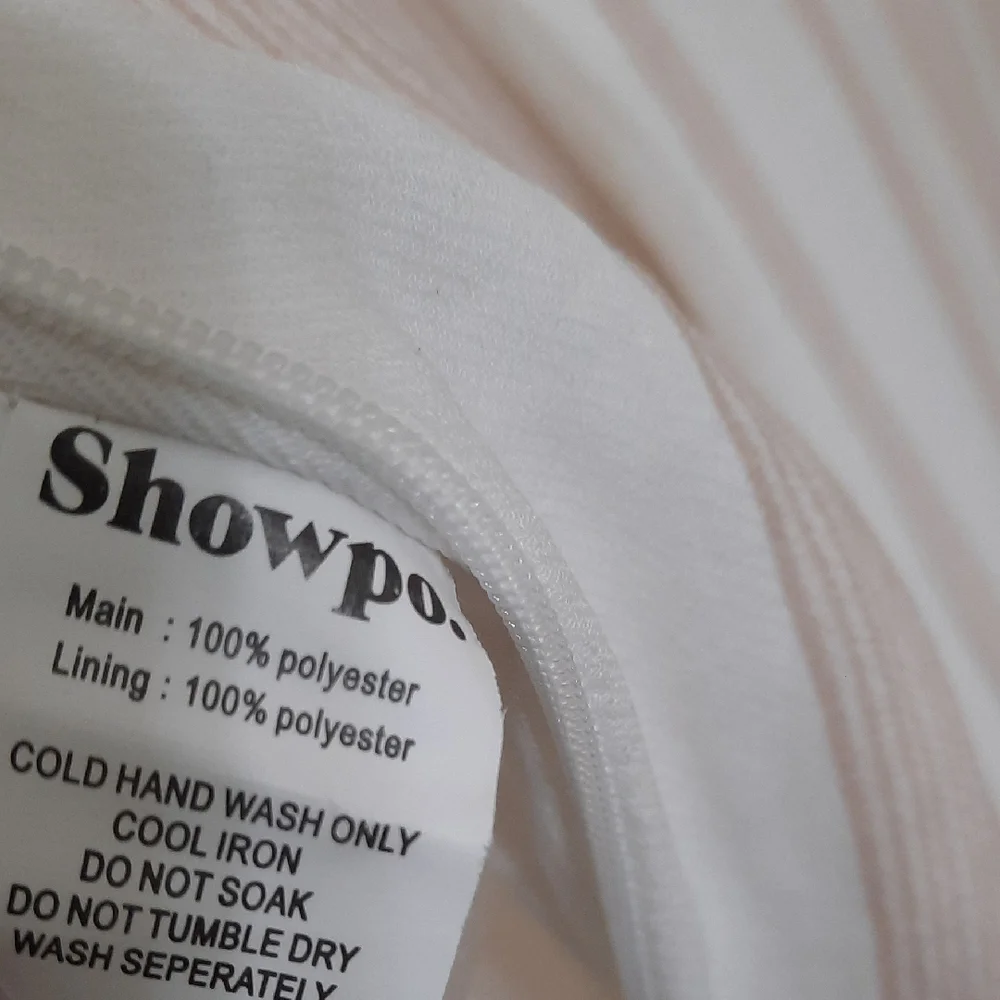 Showpo.
Main : 100% polyester
Lining : 100% polyester
COLD HAND WASH ONLY
COOL IRON
DO NOT SOAK
DO NOT TUMBLE DRY
WASH SEPERATELY